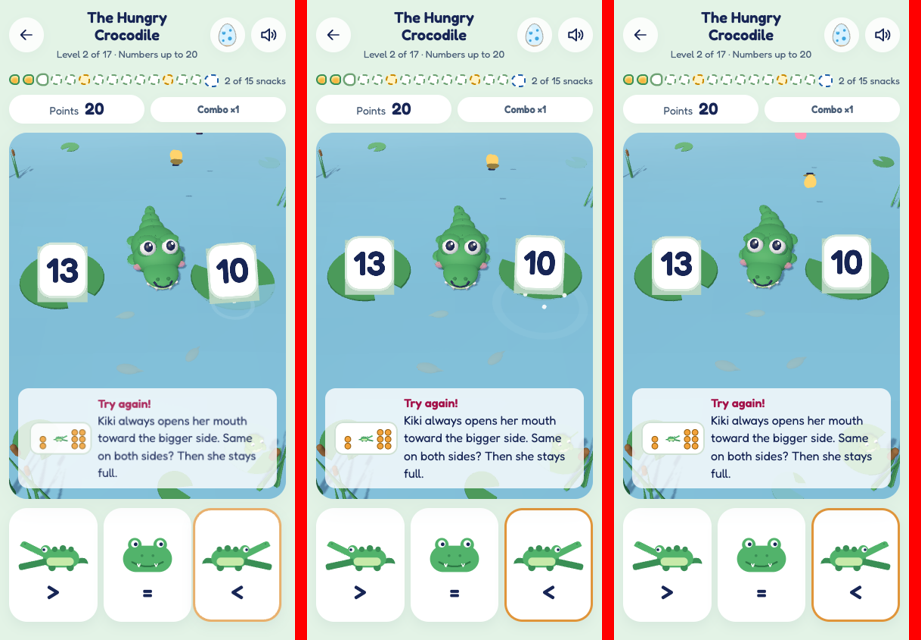 The Hungry
Crocodile
Level 2 of 17 · Numbers up to 20
2 of 15 snacks
Points 20
Combo ×1
13
10
Try again!
Kiki always opens her mouth
toward the bigger side. Same
on both sides? Then she stays
full.
>
=
<
The Hungry
Crocodile
Level 2 of 17 · Numbers up to 20
2 of 15 snacks
Points 20
Combo ×1
13
10
Try again!
Kiki always opens her mouth
toward the bigger side. Same
on both sides? Then she stays
full.
>
=
<
The Hungry
Crocodile
Level 2 of 17 · Numbers up to 20
2 of 15 snacks
Points 20
Combo ×1
13
10
Try again!
Kiki always opens her mouth
toward the bigger side. Same
on both sides? Then she stays
full.
>
=
<